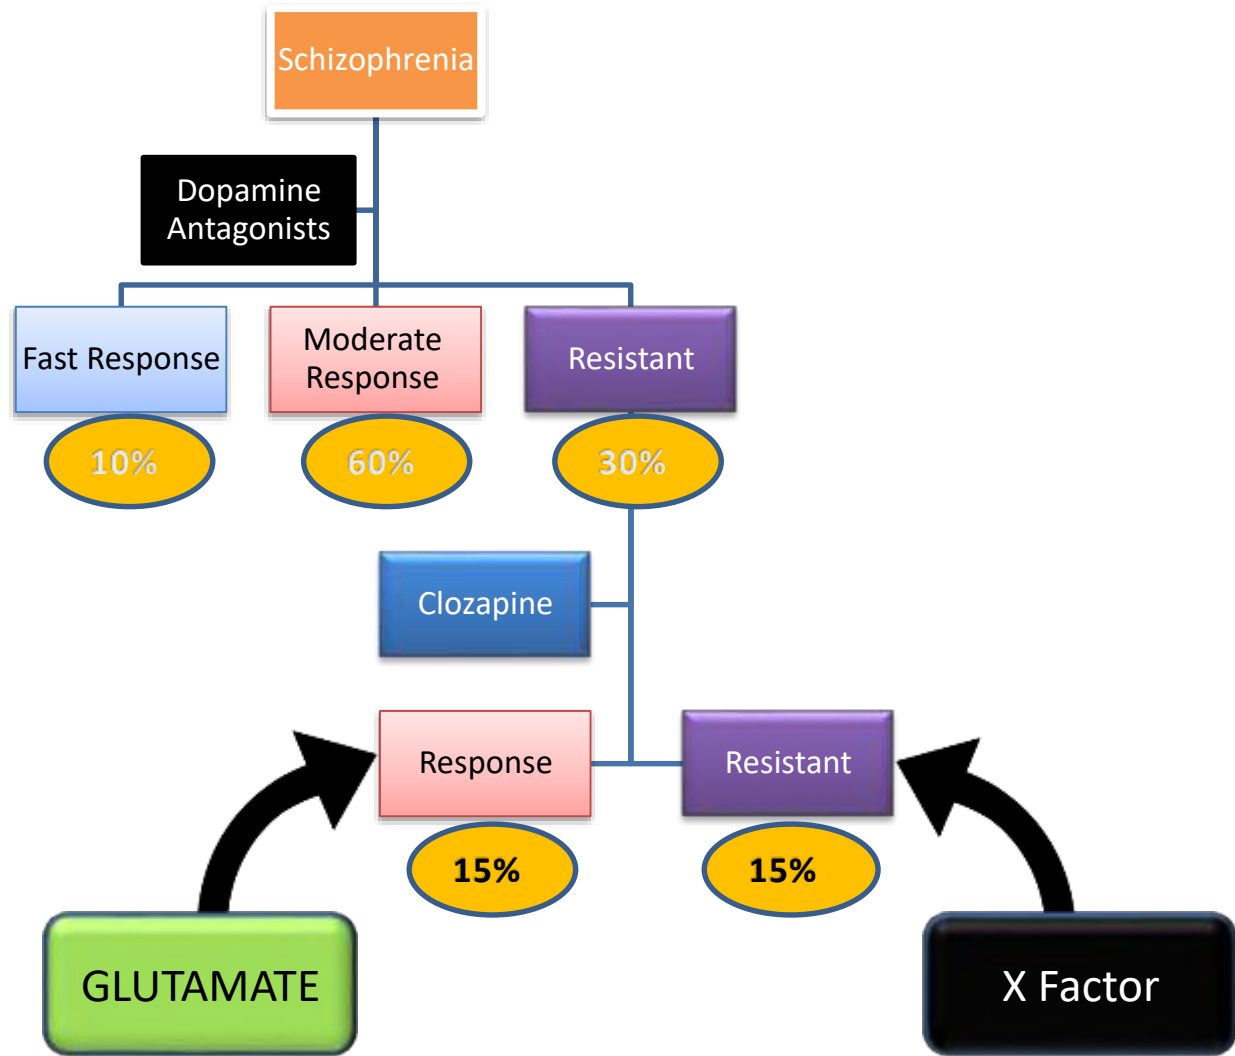 Schizophrenia
Dopamine
Antagonists
Fast Response
Moderate
Response
Resistant
10%
60%
30%
Clozapine
Response
Resistant
15%
15%
GLUTAMATE
X Factor